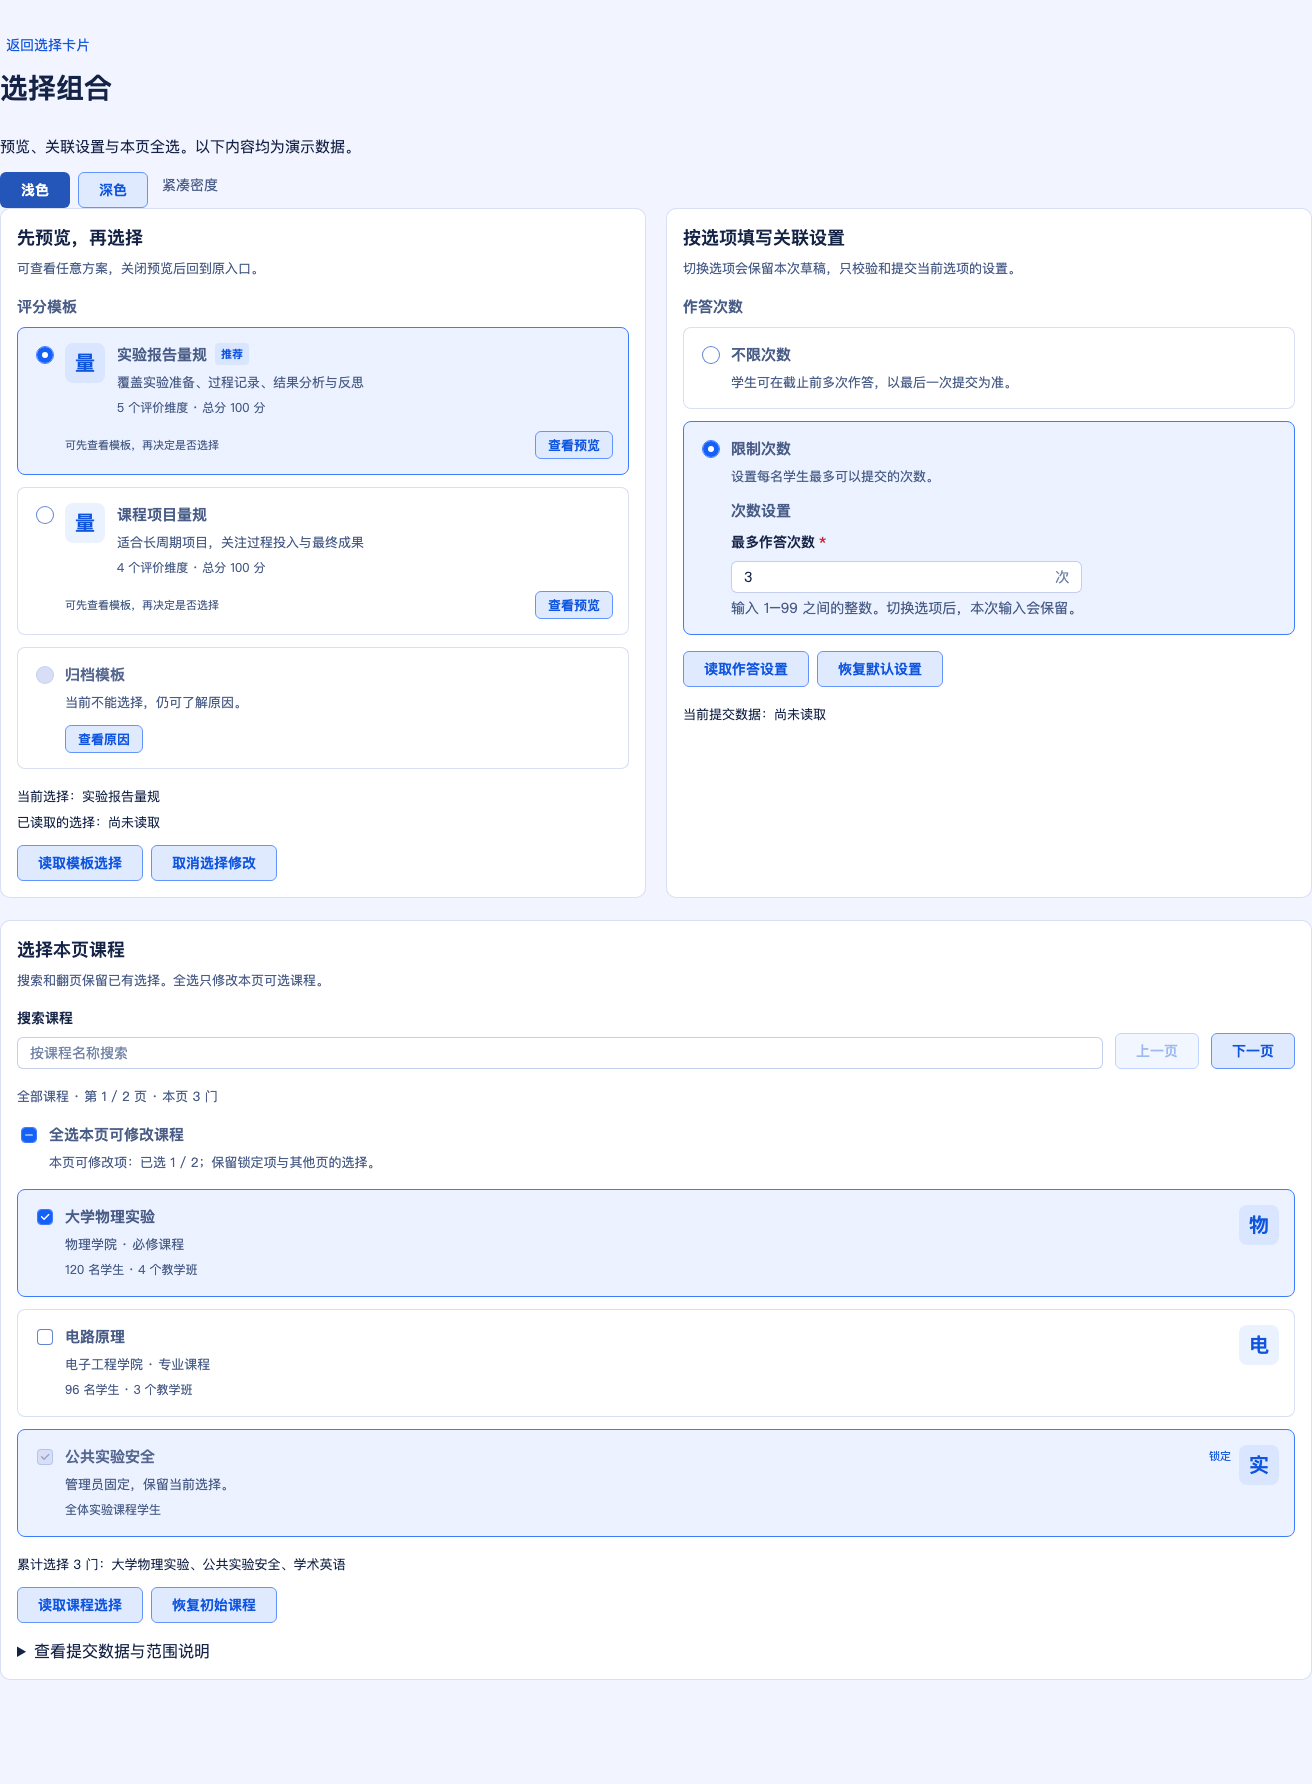 返回选择卡片
选择组合
预览、关联设置与本页全选。以下内容均为演示数据。
浅色
深色
紧凑密度
先预览，再选择
可查看任意方案，关闭预览后回到原入口。
评分模板
量
实验报告量规 推荐
覆盖实验准备、过程记录、结果分析与反思
5 个评价维度 · 总分 100 分
可先查看模板，再决定是否选择
查看预览
量
课程项目量规
适合长周期项目，关注过程投入与最终成果
4 个评价维度 · 总分 100 分
可先查看模板，再决定是否选择
查看预览
归档模板
当前不能选择，仍可了解原因。
查看原因
当前选择：实验报告量规
已读取的选择：尚未读取
读取模板选择
取消选择修改
按选项填写关联设置
切换选项会保留本次草稿，只校验和提交当前选项的设置。
作答次数
不限次数
学生可在截止前多次作答，以最后一次提交为准。
限制次数
设置每名学生最多可以提交的次数。
次数设置
最多作答次数 *
3 次
输入 1—99 之间的整数。切换选项后，本次输入会保留。
读取作答设置
恢复默认设置
当前提交数据：尚未读取
选择本页课程
搜索和翻页保留已有选择。全选只修改本页可选课程。
搜索课程
按课程名称搜索
上一页
下一页
全部课程 · 第 1 / 2 页 · 本页 3 门
全选本页可修改课程
本页可修改项：已选 1 / 2；保留锁定项与其他页的选择。
大学物理实验
物理学院 · 必修课程
120 名学生 · 4 个教学班
物
电路原理
电子工程学院 · 专业课程
96 名学生 · 3 个教学班
电
公共实验安全
管理员固定，保留当前选择。
全体实验课程学生
锁定
实
累计选择 3 门：大学物理实验、公共实验安全、学术英语
读取课程选择
恢复初始课程
查看提交数据与范围说明